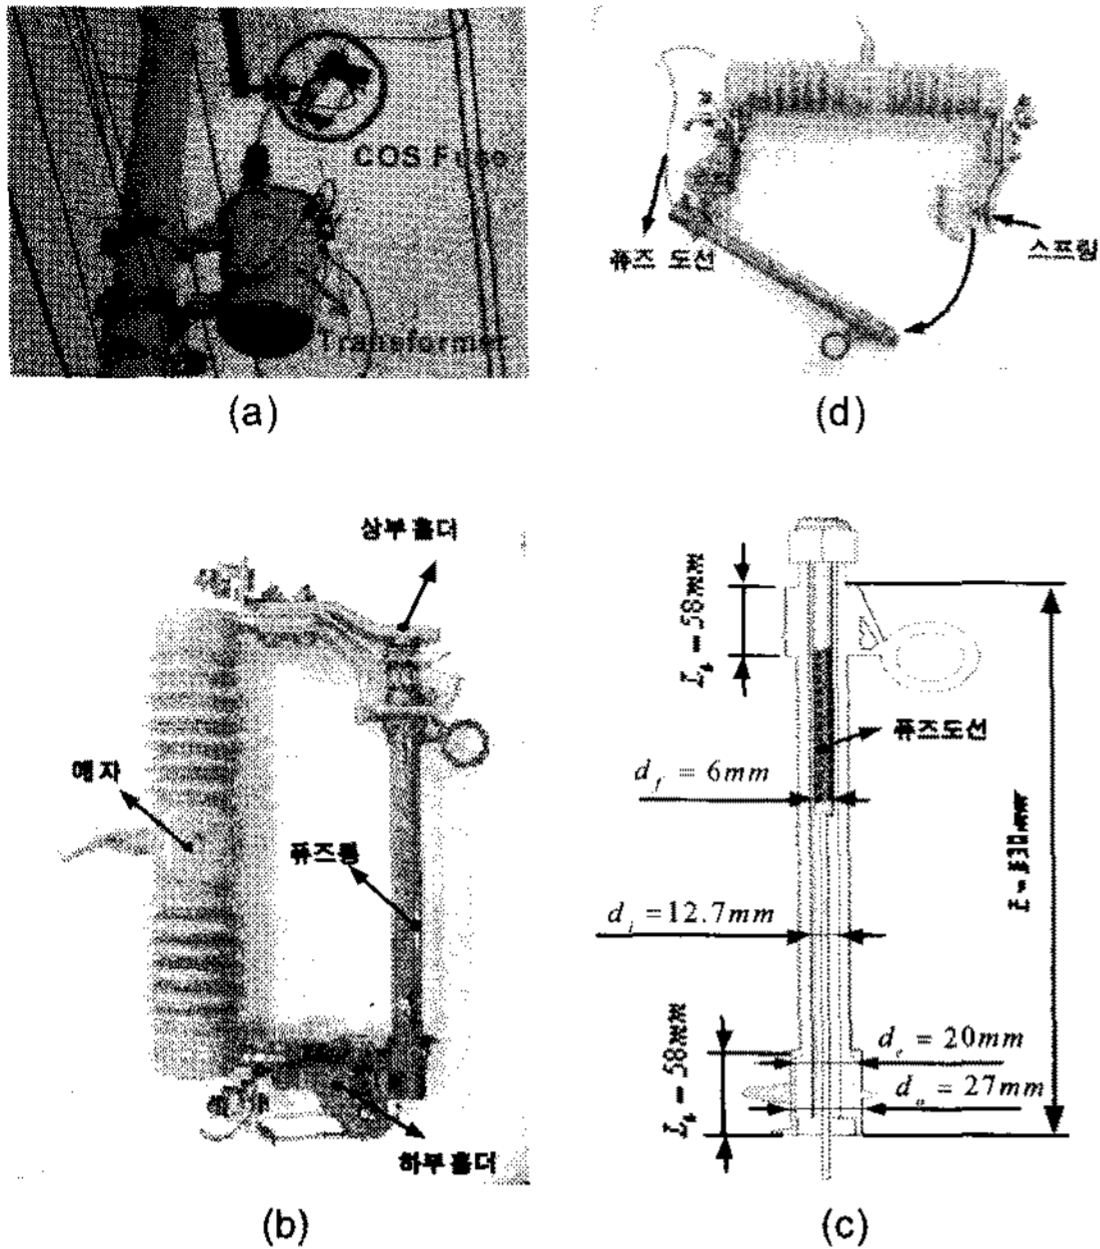 COS Fuse
Transformer
(a)
퓨즈 도선
스프링
(d)
상부 홀더
애자
퓨즈통
하부 홀더
(b)
= 58mm
퓨즈도선
d_f = 6mm
d_i = 12.7mm
= 58mm
d_e = 20mm
d_o = 27mm
(c)